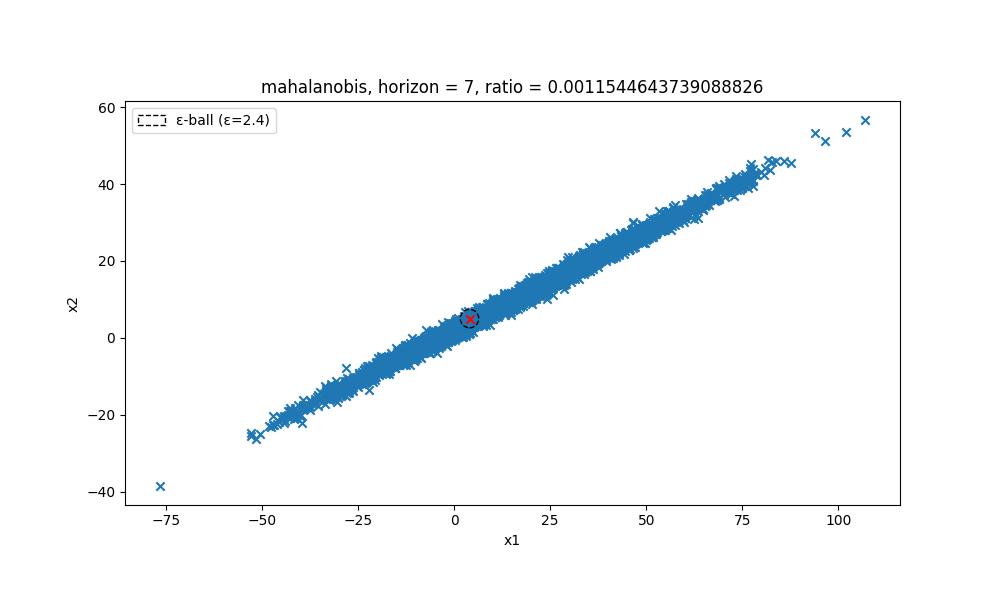 mahalanobis, horizon = 7, ratio = 0.0011544643739088826
60
ε-ball (ε=2.4)
40
20
x2
0
−20
−40
−75 −50 −25 0 25 50 75 100
x1